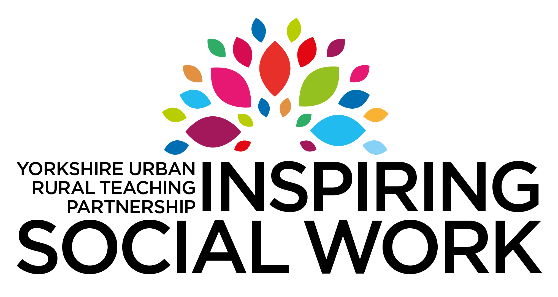 YORKSHIRE URBAN
RURAL TEACHING
PARTNERSHIP
INSPIRING
SOCIAL WORK